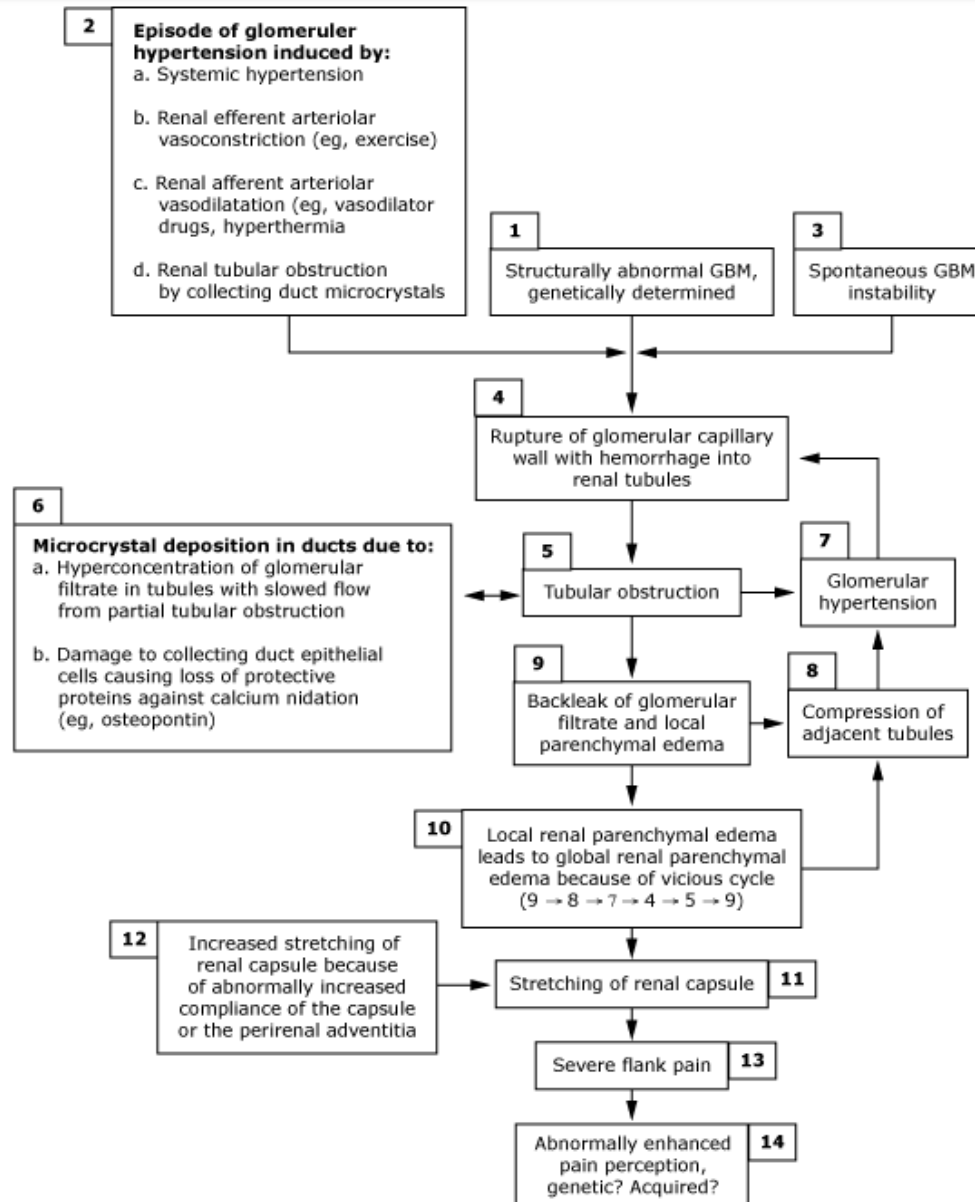 2
Episode of glomeruler
hypertension induced by:
a. Systemic hypertension
b. Renal efferent arteriolar
vasoconstriction (eg, exercise)
c. Renal afferent arteriolar
vasodilatation (eg, vasodilator
drugs, hyperthermia
d. Renal tubular obstruction
by collecting duct microcrystals
1
Structurally abnormal GBM,
genetically determined
3
Spontaneous GBM
instability
4
Rupture of glomerular capillary
wall with hemorrhage into
renal tubules
6
Microcrystal deposition in ducts due to:
a. Hyperconcentration of glomerular
filtrate in tubules with slowed flow
from partial tubular obstruction
b. Damage to collecting duct epithelial
cells causing loss of protective
proteins against calcium nidation
(eg, osteopontin)
5
Tubular obstruction
7
Glomerular
hypertension
9
Backleak of glomerular
filtrate and local
parenchymal edema
8
Compression of
adjacent tubules
10
Local renal parenchymal edema
leads to global renal parenchymal
edema because of vicious cycle
(9 → 8 → 7 → 4 → 5 → 9)
12
Increased stretching of
renal capsule because
of abnormally increased
compliance of the capsule
or the perirenal adventitia
Stretching of renal capsule
11
Severe flank pain
13
Abnormally enhanced
pain perception,
genetic? Acquired?
14